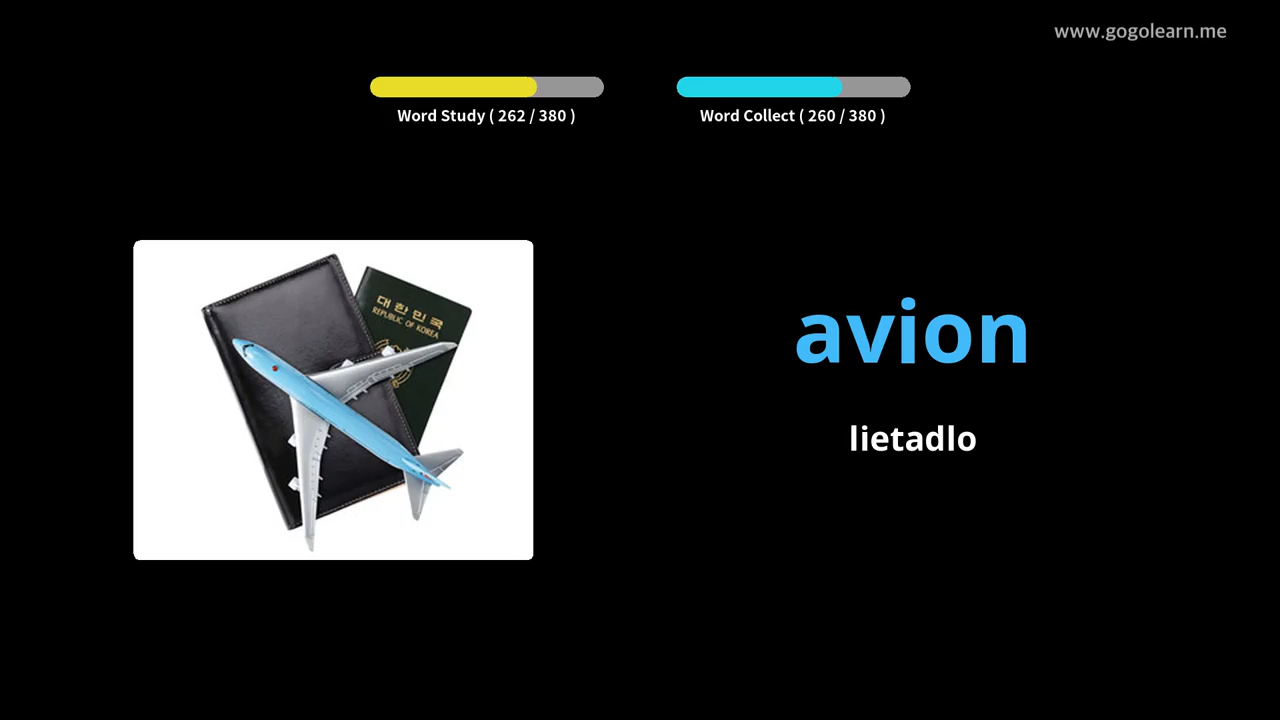 www.gogolearn.me
Word Study ( 262 / 380 )
Word Collect ( 260 / 380 )
대한민국
REPUBLIC OF KOREA
avion
lietadlo